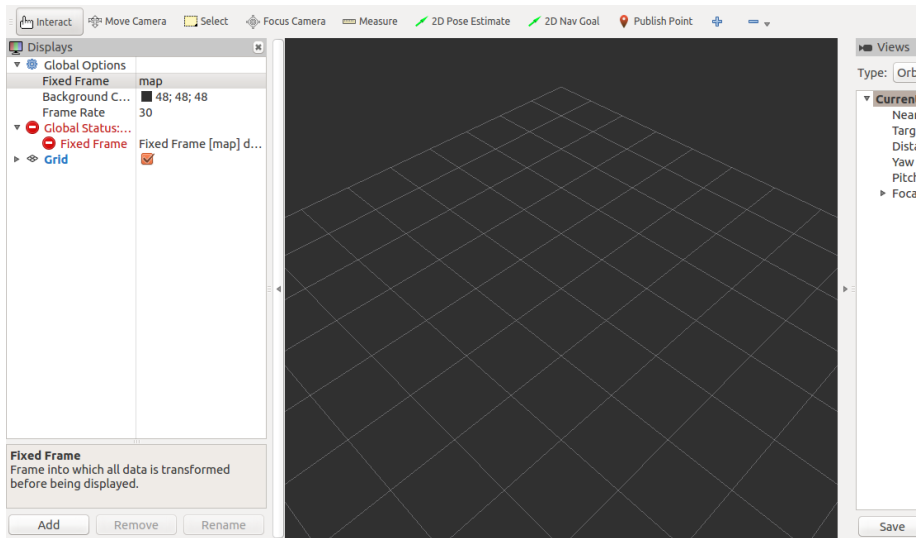 Interact Move Camera Select Focus Camera Measure 2D Pose Estimate 2D Nav Goal Publish Point
Displays
Global Options
Fixed Frame map
Background C... 48; 48; 48
Frame Rate 30
Global Status:...
Fixed Frame Fixed Frame [map] d...
Grid
Fixed Frame
Frame into which all data is transformed
before being displayed.
Add Remove Rename
Views
Type: Orb
Current
Near
Targ
Dista
Yaw
Pitch
Foca
Save